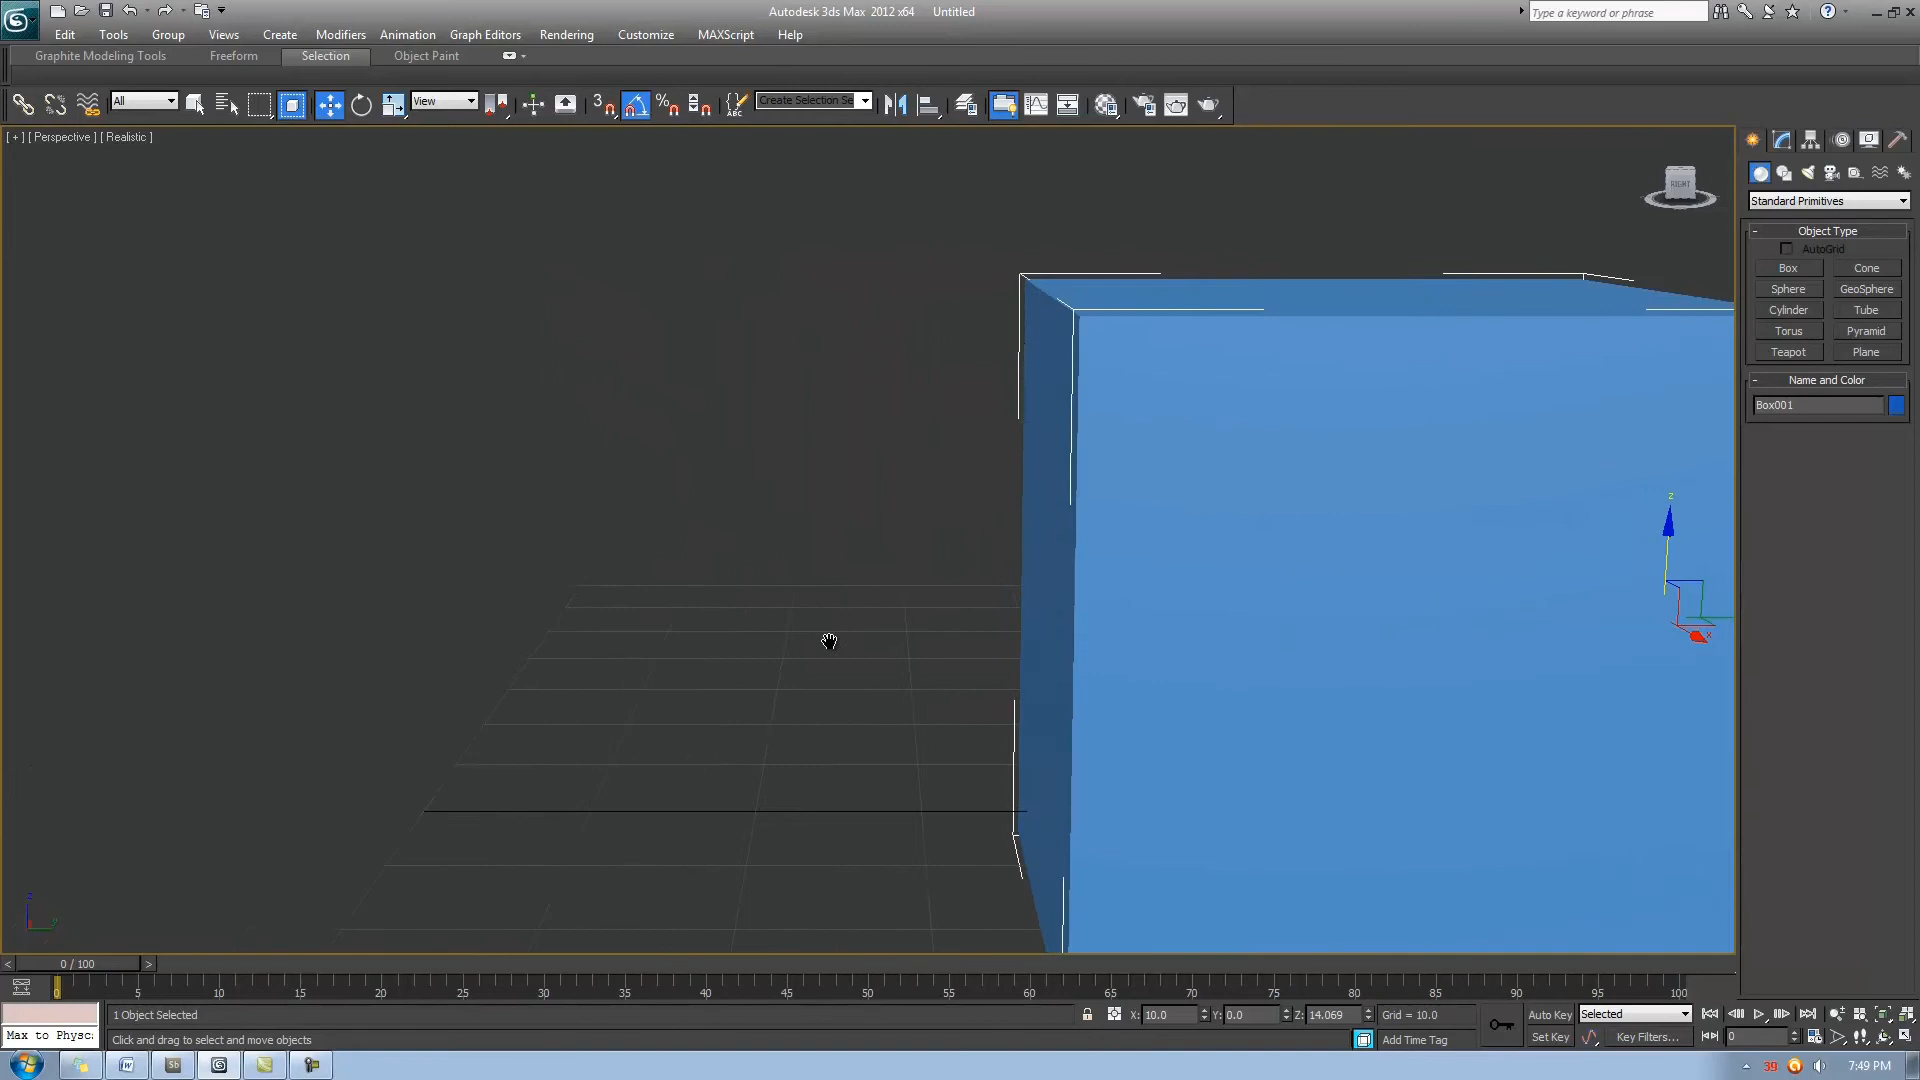 Autodesk 3ds Max 2012 x64 Untitled
Type a keyword or phrase
Edit Tools Group Views Create Modifiers Animation Graph Editors Rendering Customize MAXScript Help
Graphite Modeling Tools Freeform Selection Object Paint
All View 3 Create Selection Se
[ + ] [ Perspective ] [ Realistic ]
RIGHT
Standard Primitives
- Object Type
AutoGrid
Box Cone
Sphere GeoSphere
Cylinder Tube
Torus Pyramid
Teapot Plane
- Name and Color
Box001
z
x
z
y
< 0 / 100 >
0 5 10 15 20 25 30 35 40 45 50 55 60 65 70 75 80 85 90 95 100
1 Object Selected X: 10.0 Y: 0.0 Z: 14.069 Grid = 10.0 Auto Key Selected
Max to Physc Click and drag to select and move objects Add Time Tag Set Key Key Filters... 0
39 7:49 PM